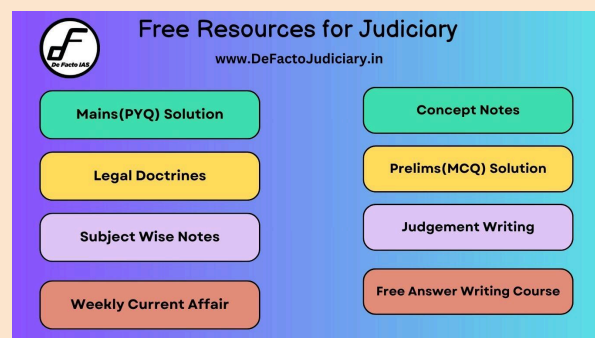 Free Resources for Judiciary
De Facto IAS
www.DeFactoJudiciary.in
Mains(PYQ) Solution
Concept Notes
Legal Doctrines
Prelims(MCQ) Solution
Subject Wise Notes
Judgement Writing
Weekly Current Affair
Free Answer Writing Course